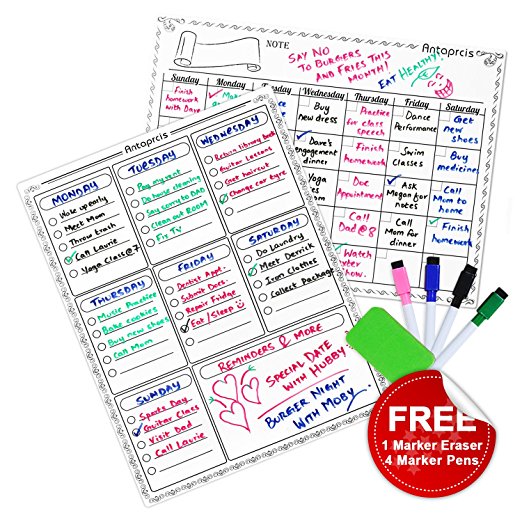 NOTE
Antaprcis
SAY NO
TO BURGERS
AND FRIES THIS
MONTH!
EAT HEALTHY!
Sunday
Monday
Wednesday
Thursday
Friday
Saturday
Finish
homework
with Dave
Buy
new
dress
Practice
for class
speech
Dance
Performance
Get
new
shoes
Dave's
engagement
dinner
Finish
homework
Swim
Classes
Buy
medicines
Yoga
Doc
Appointment
Ask
Megan for
notes
Call
Mom to
home
Call
Dad @8
Call
Mom for
dinner
Finish
homework
Watch
Antaprcis
MONDAY
Wake up early
Meet Mom
Throw trash
Call Laurie
Yoga Class@7
TUESDAY
Pay my rent
Do house cleaning
Say sorry to DAD
Clean out ROOM
Fix Tv
WEDNESDAY
Return library book
Guitar Lessons
Get haircut
Change car tyre
THURSDAY
Music Practice
Bake cookies
Buy new shoes
Call Mom
FRIDAY
Dentist Appt.
Submit Docs
Repair Fridge
Eat/Sleep
SATURDAY
Do Laundry
Meet Derrick
Iron Clothes
Collect Package
SUNDAY
Sports Day
Guitar Class
Visit Dad
Call Laurie
REMINDERS & MORE
SPECIAL DATE
WITH HUBBY!
BURGER NIGHT
WITH MOBY.
FREE
1 Marker Eraser
4 Marker Pens